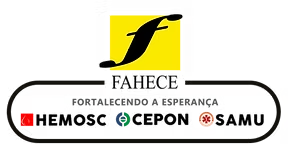 FAHECE
FORTALECENDO A ESPERANÇA
HEMOSC CEPON SAMU